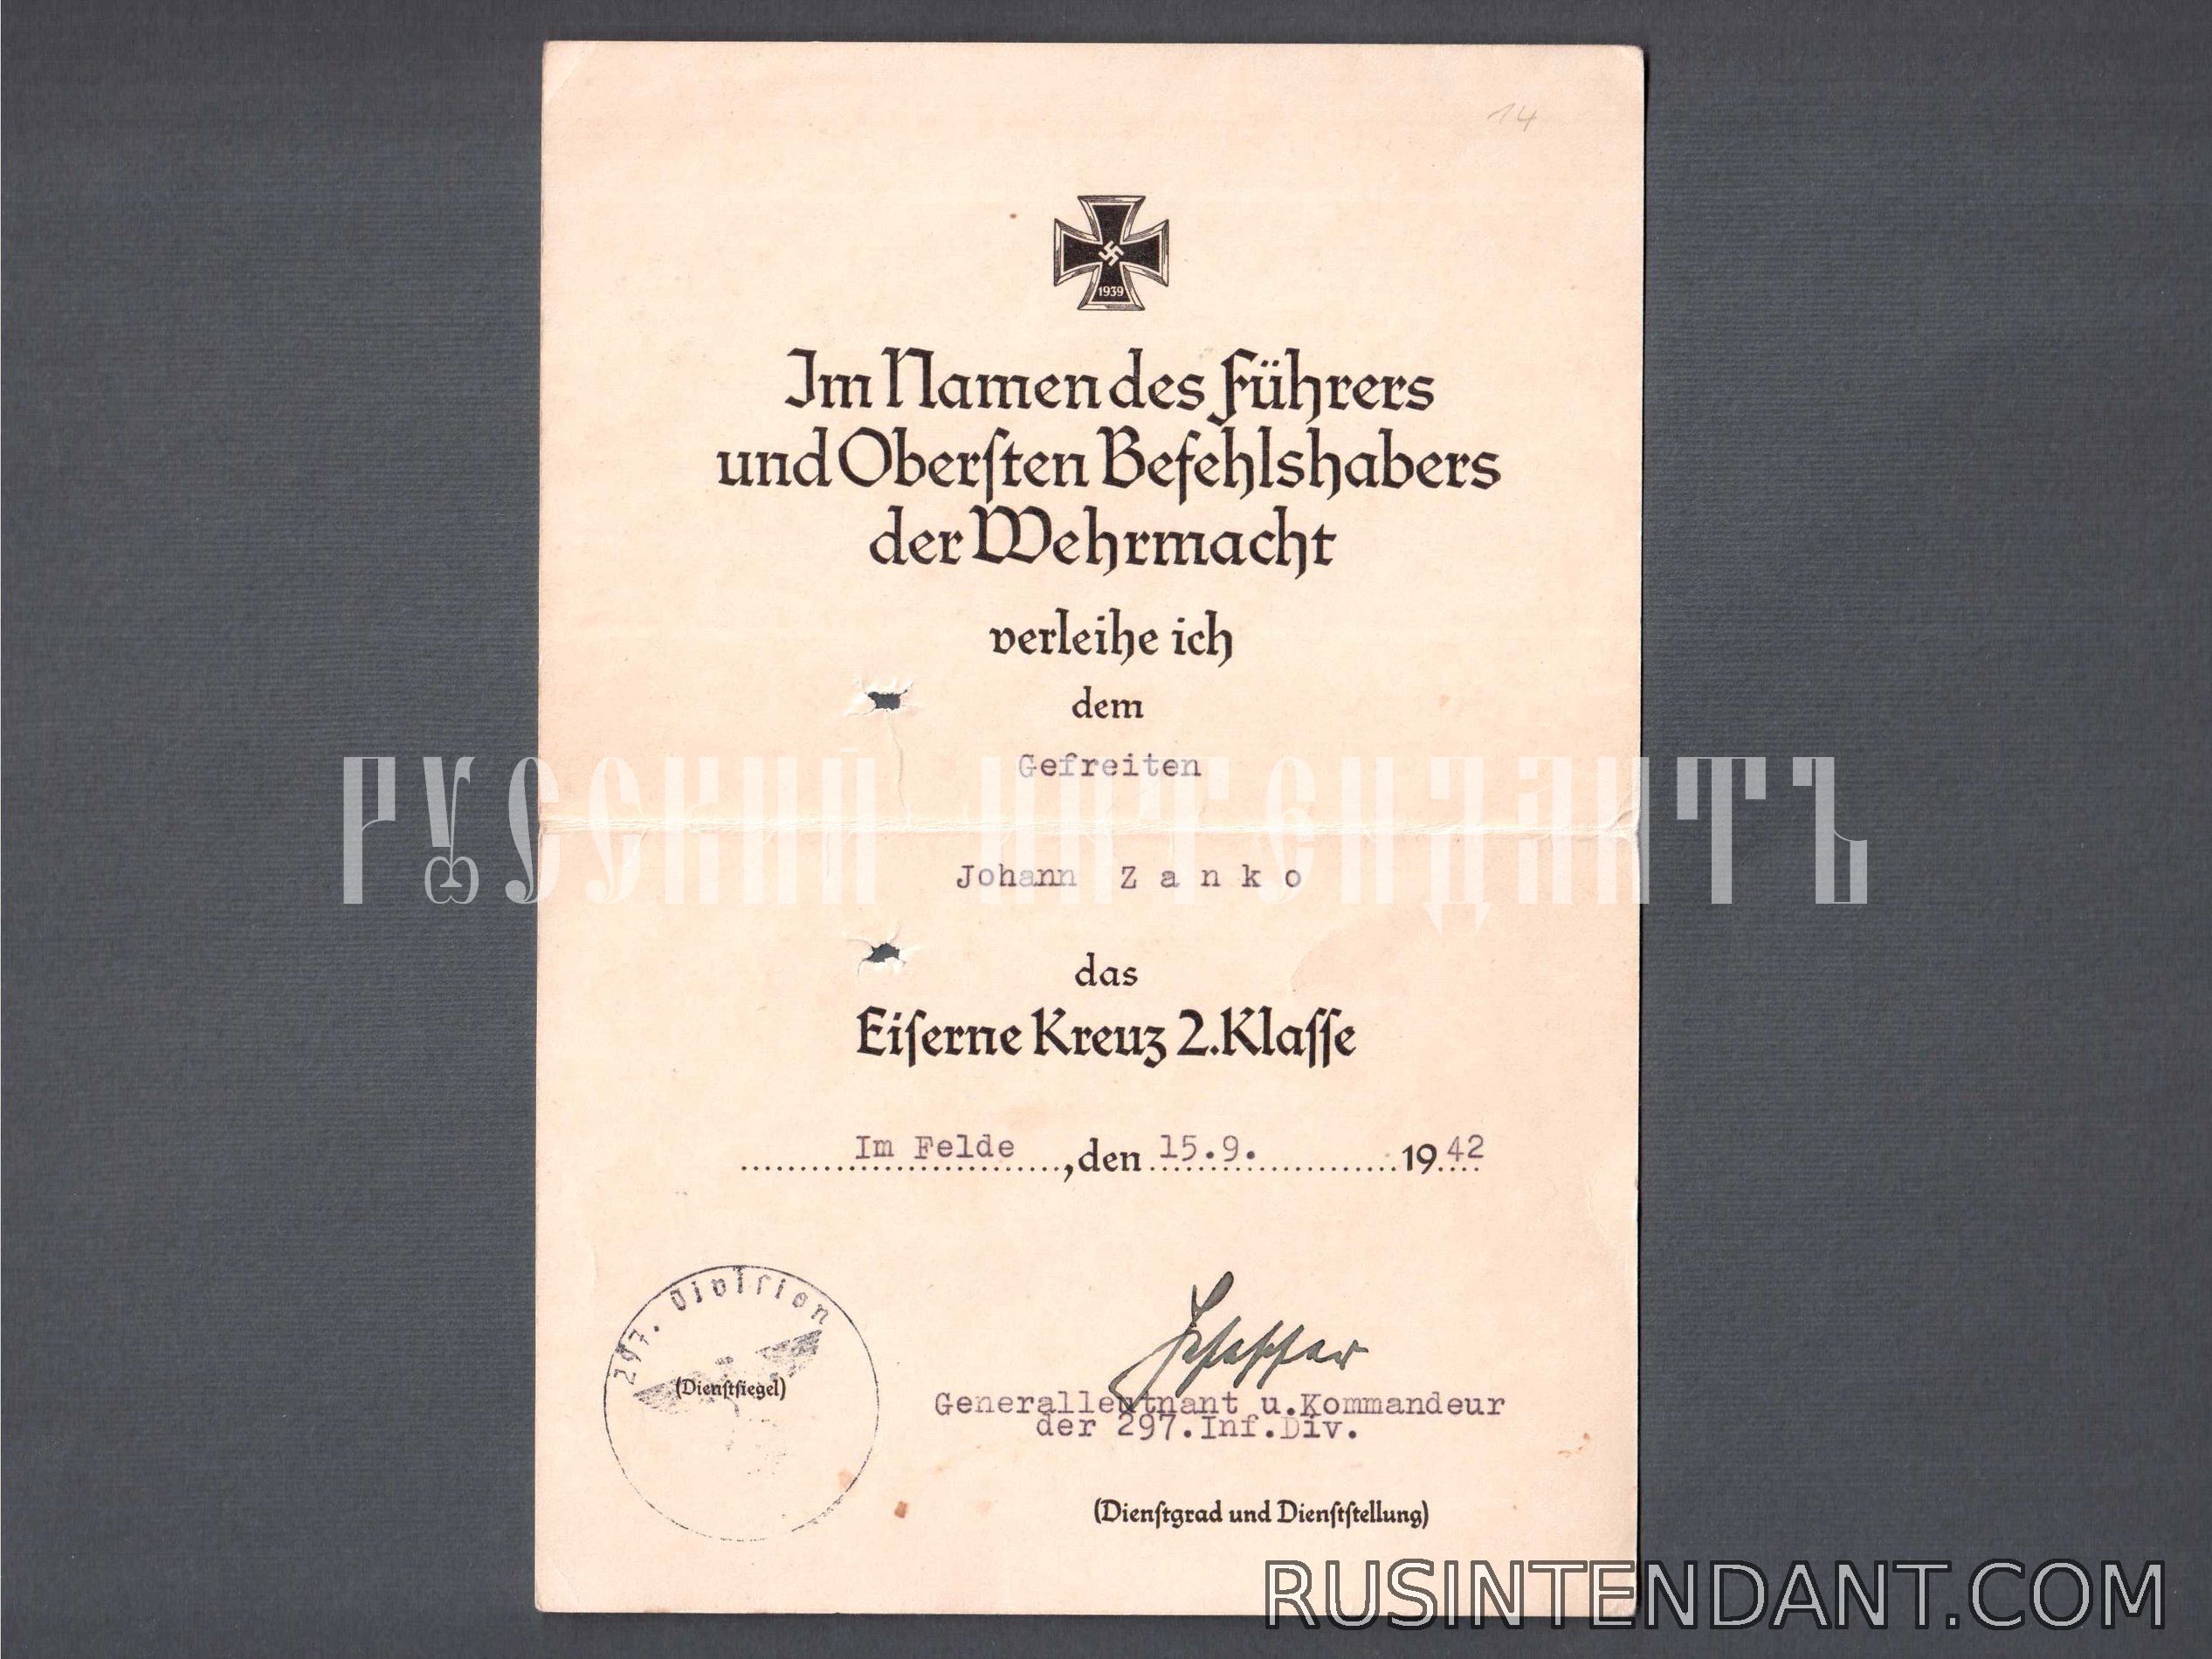 14
1939
Im Namen des Führers
und Oberſten Befehlshabers
der Wehrmacht
verleihe ich
dem
Gefreiten
РУССКИЙ ИНТЕНДАНТЪ
Johann Z a n k o
das
Eiſerne Kreuz 2. Klaſſe
Im Felde, den 15.9. 1942
297. Diviſion
(Dienſtſiegel)
Generalleutnant u.Kommandeur
der 297.Inf.Div.
(Dienſtgrad und Dienſtſtellung)
RUSINTENDANT.COM